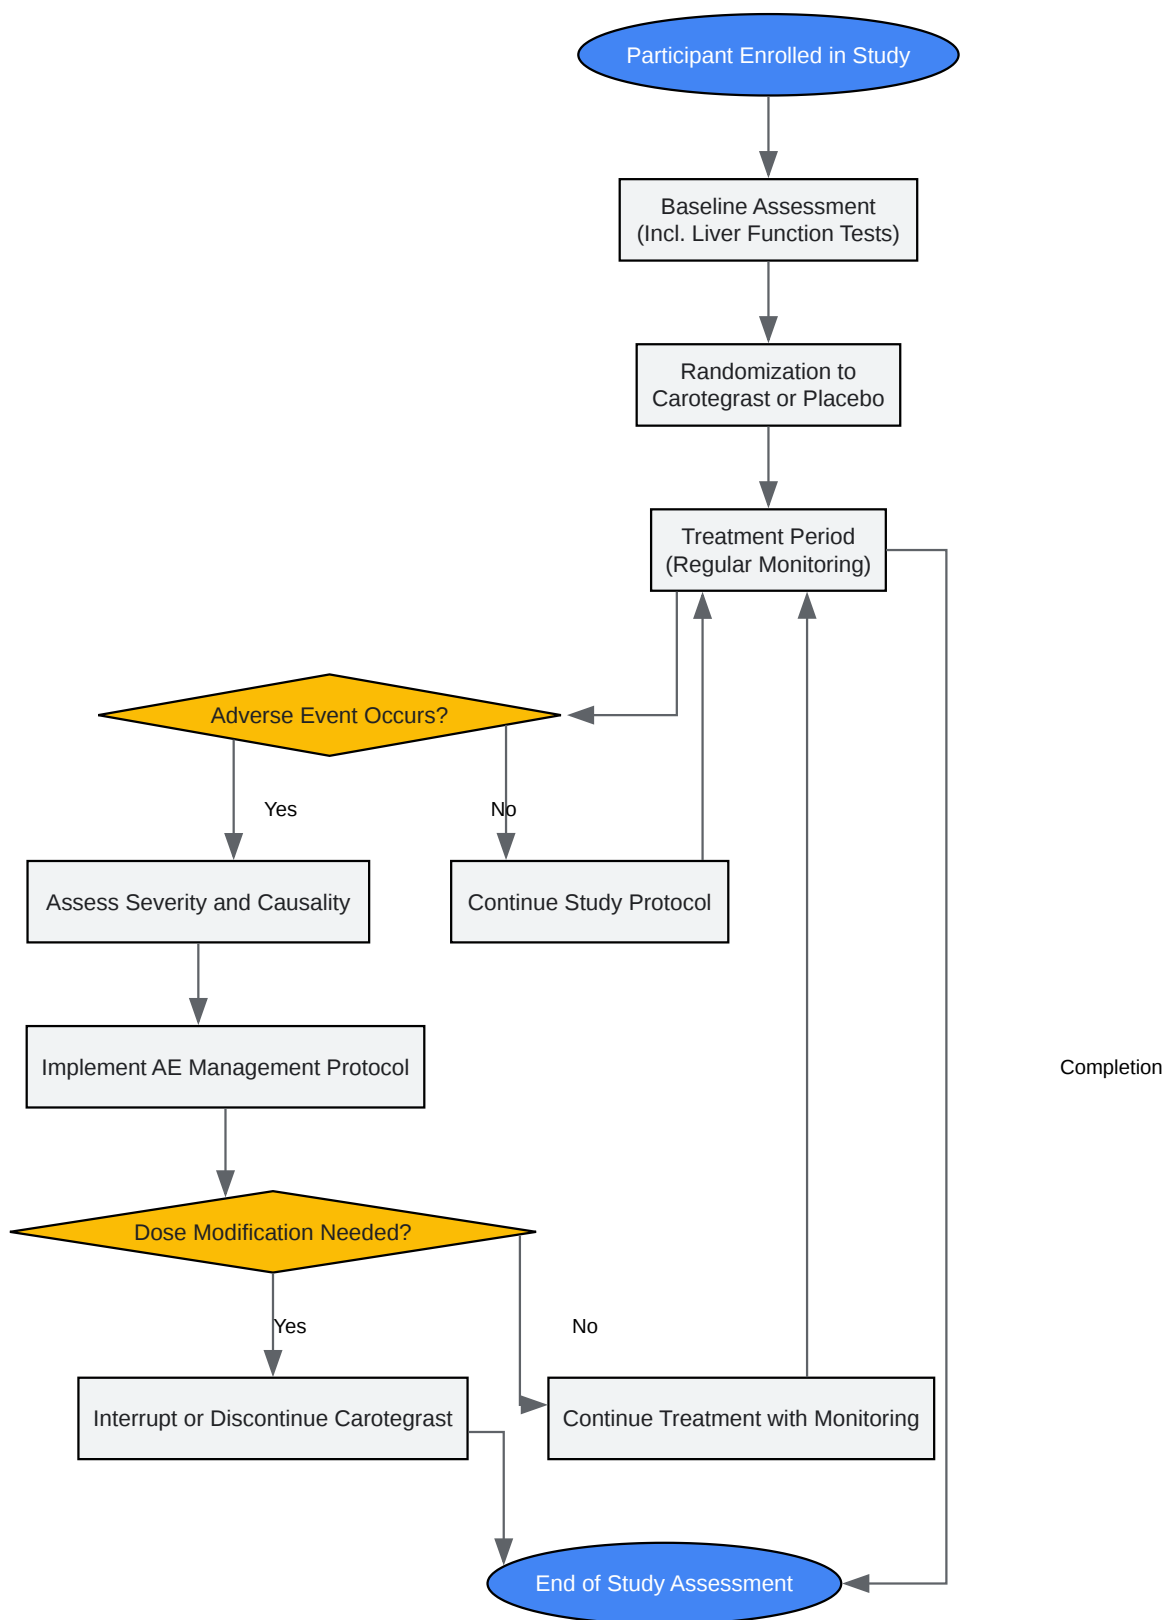 Participant Enrolled in Study
Baseline Assessment
(Incl. Liver Function Tests)
Randomization to
Carotegrast or Placebo
Treatment Period
(Regular Monitoring)
Adverse Event Occurs?
Yes
No
Assess Severity and Causality
Continue Study Protocol
Implement AE Management Protocol
Completion
Dose Modification Needed?
Yes
No
Interrupt or Discontinue Carotegrast
Continue Treatment with Monitoring
End of Study Assessment